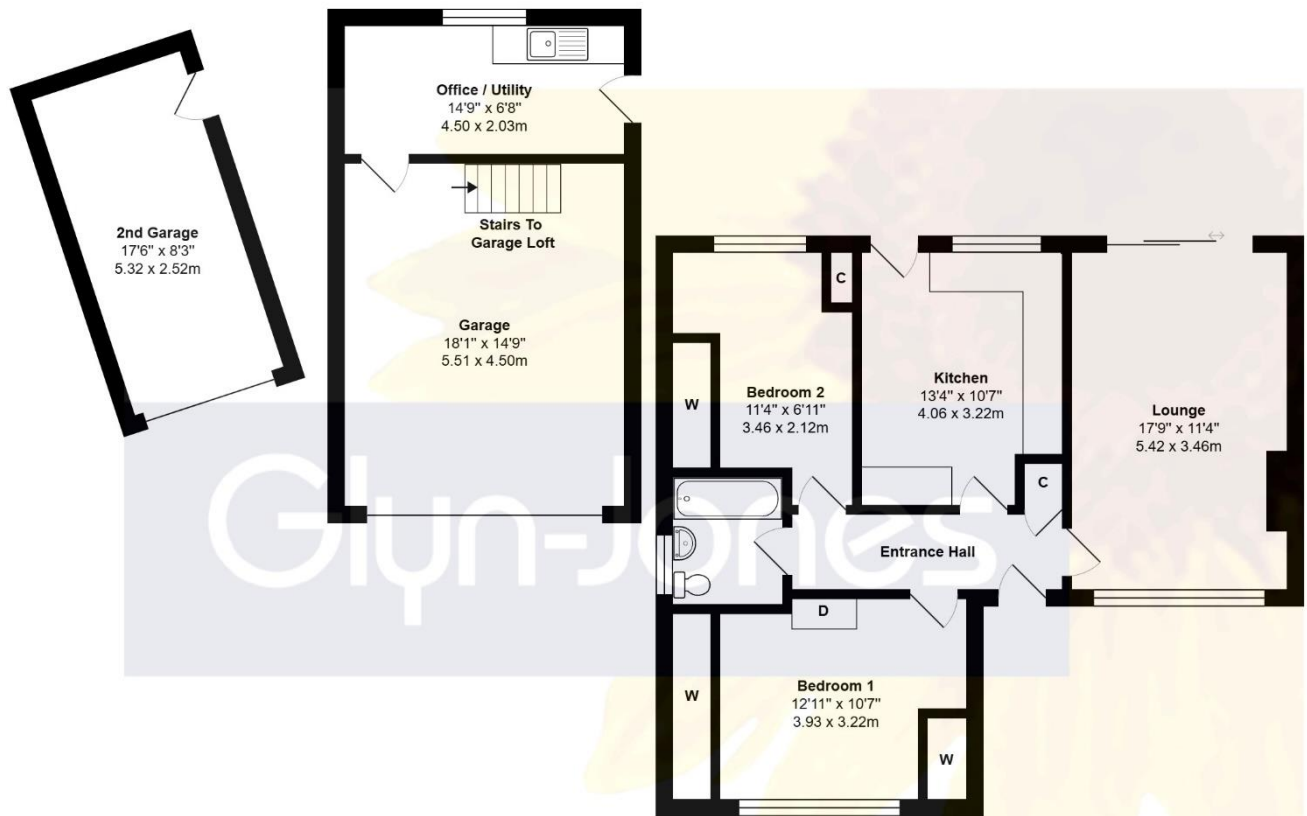 Office / Utility
14'9" x 6'8"
4.50 x 2.03m
2nd Garage
17'6" x 8'3"
5.32 x 2.52m
Stairs To
Garage Loft
Garage
18'1" x 14'9"
5.51 x 4.50m
C
W
Bedroom 2
11'4" x 6'11"
3.46 x 2.12m
Kitchen
13'4" x 10'7"
4.06 x 3.22m
Lounge
17'9" x 11'4"
5.42 x 3.46m
C
Glyn-Jones
Entrance Hall
D
W
Bedroom 1
12'11" x 10'7"
3.93 x 3.22m
W